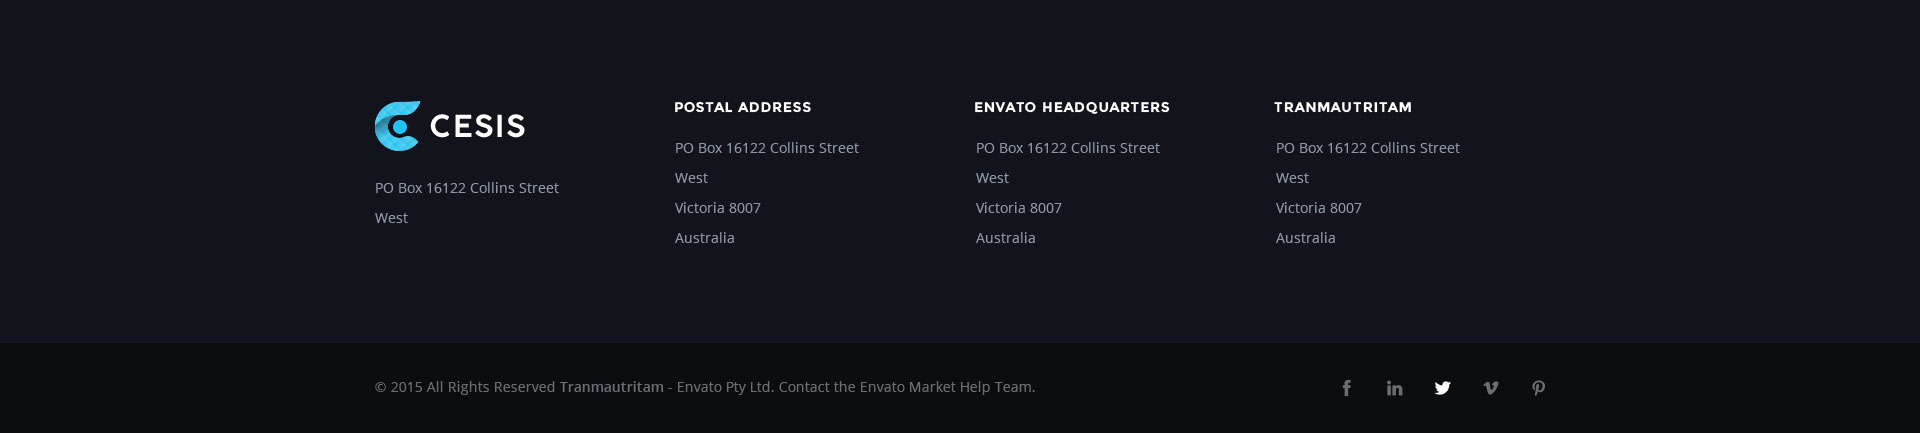 CESIS
PO Box 16122 Collins Street
West
POSTAL ADDRESS
PO Box 16122 Collins Street
West
Victoria 8007
Australia
ENVATO HEADQUARTERS
PO Box 16122 Collins Street
West
Victoria 8007
Australia
TRANMAUTRITAM
PO Box 16122 Collins Street
West
Victoria 8007
Australia
© 2015 All Rights Reserved Tranmautritam - Envato Pty Ltd. Contact the Envato Market Help Team.